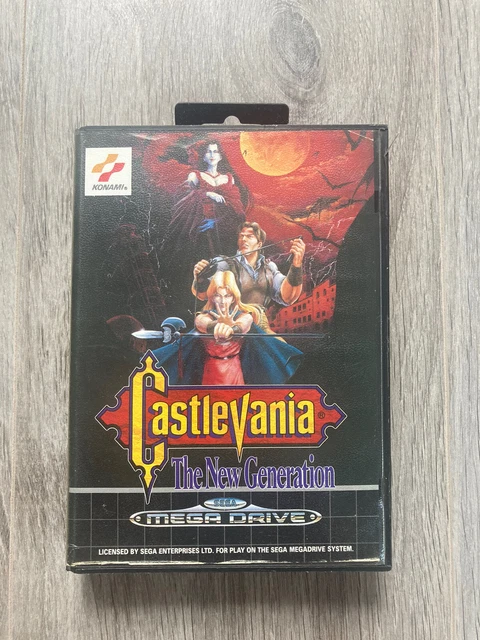 KONAMI®
Castlevania®
The New Generation
SEGA
MEGA DRIVE
LICENSED BY SEGA ENTERPRISES LTD. FOR PLAY ON THE SEGA MEGADRIVE SYSTEM.